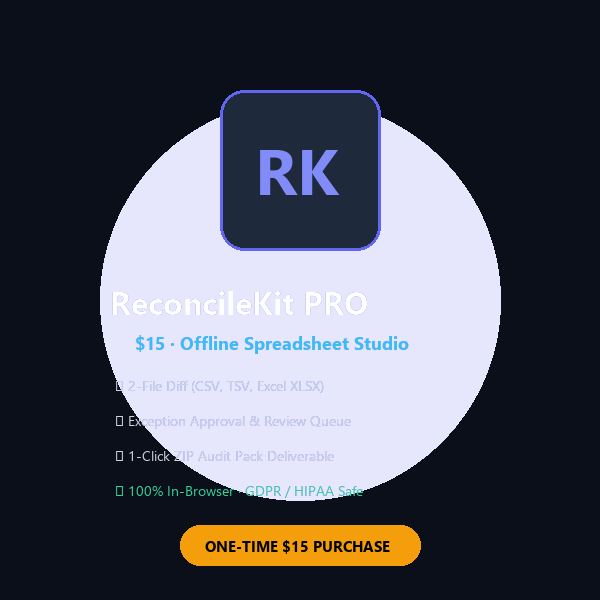 RK
ReconcileKit PRO
$15 · Offline Spreadsheet Studio
2-File Diff (CSV, TSV, Excel XLSX)
Exception Approval & Review Queue
1-Click ZIP Audit Pack Deliverable
100% In-Browser · GDPR / HIPAA Safe
ONE-TIME $15 PURCHASE